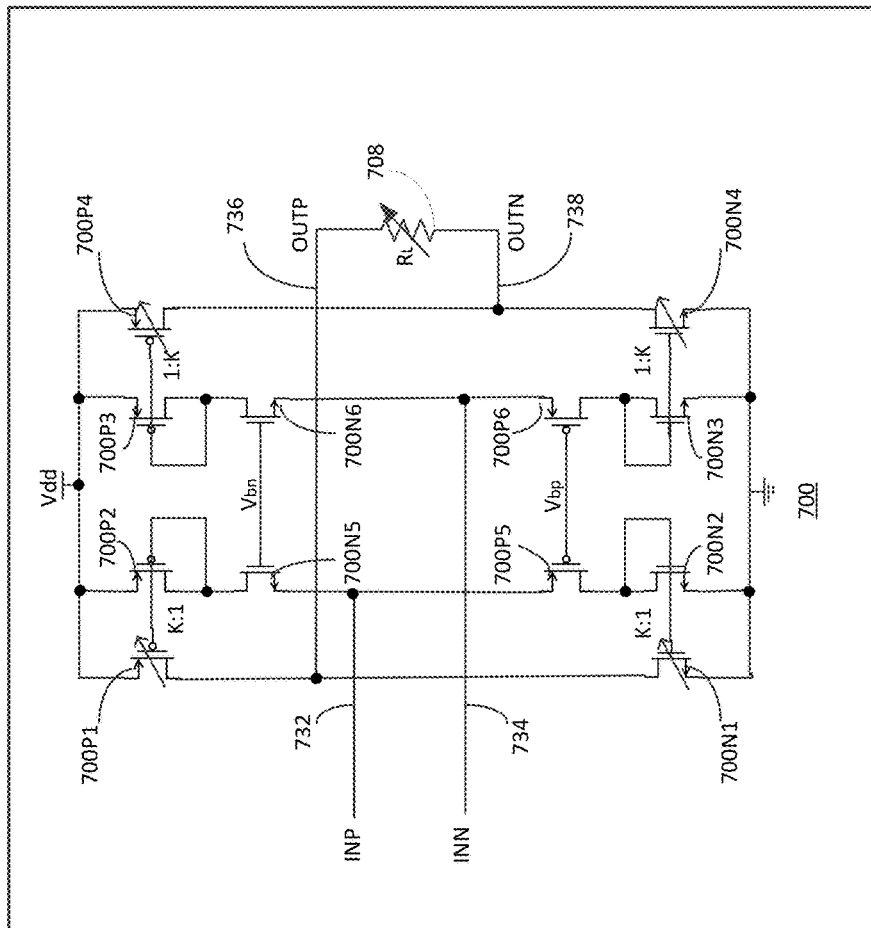 Vdd
700P1
700P2
700P3
700P4
K:1
1:K
736
OUTP
Vbn
700N5
700N6
708
RL
INP
732
INN
734
OUTN
738
Vbp
700P5
700P6
K:1
1:K
700N1
700N2
700N3
700N4
700